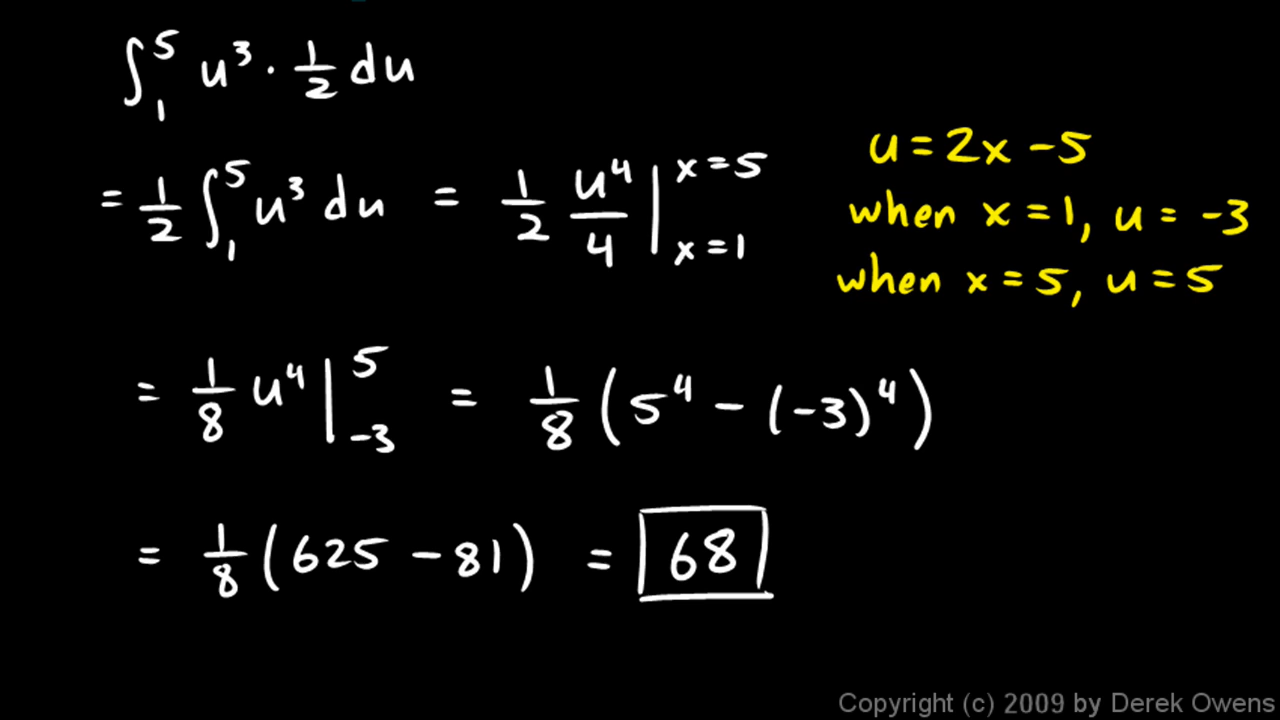 ∫₁⁵ u³ · 1/2 du
= 1/2 ∫₁⁵ u³ du = 1/2 u⁴/4 | x=5 x=1
u = 2x - 5
when x = 1, u = -3
when x = 5, u = 5
= 1/8 u⁴ |₋₃⁵ = 1/8 (5⁴ - (-3)⁴)
= 1/8 (625 - 81) = 68
Copyright (c) 2009 by Derek Owens